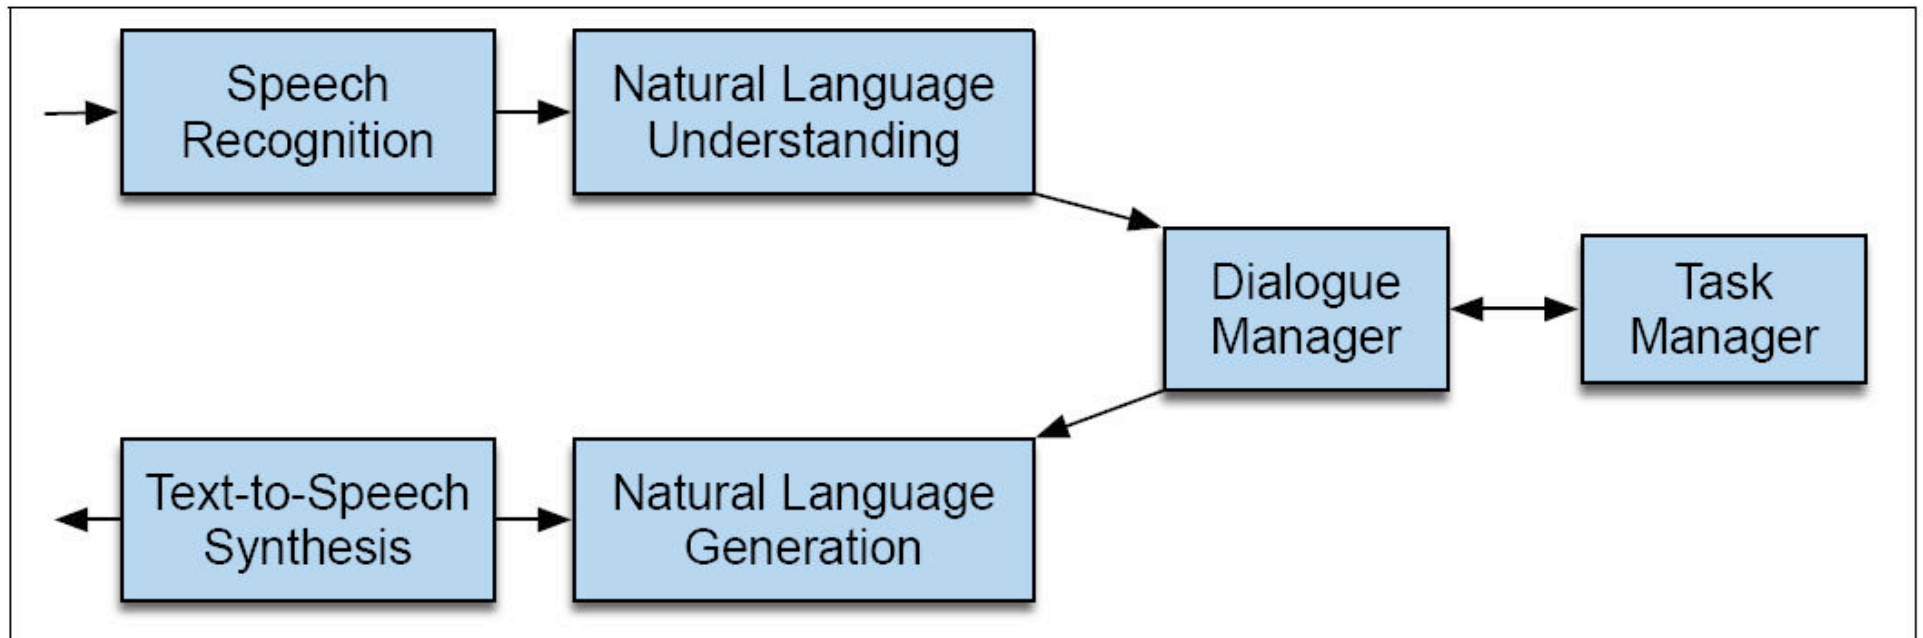 Speech
Recognition
Natural Language
Understanding
Dialogue
Manager
Task
Manager
Text-to-Speech
Synthesis
Natural Language
Generation